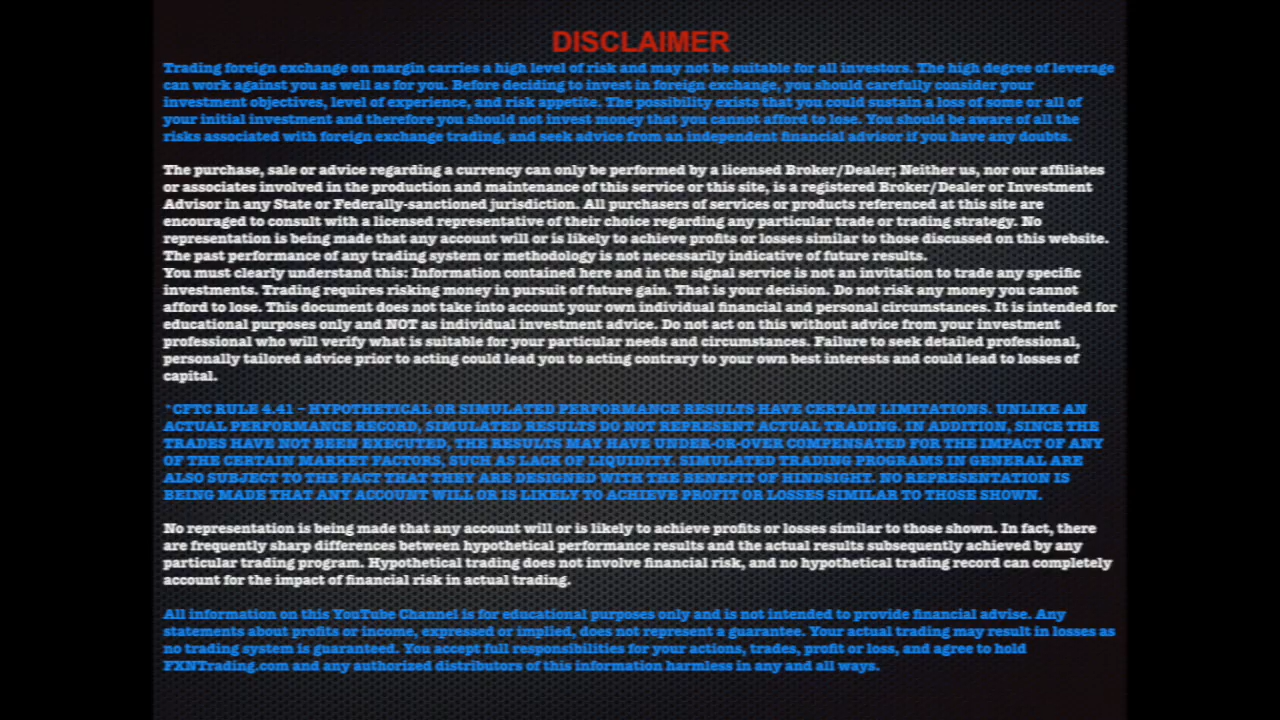 DISCLAIMER
Trading foreign exchange on margin carries a high level of risk and may not be suitable for all investors. The high degree of leverage
can work against you as well as for you. Before deciding to invest in foreign exchange, you should carefully consider your
investment objectives, level of experience, and risk appetite. The possibility exists that you could sustain a loss of some or all of
your initial investment and therefore you should not invest money that you cannot afford to lose. You should be aware of all the
risks associated with foreign exchange trading, and seek advice from an independent financial advisor if you have any doubts.
The purchase, sale or advice regarding a currency can only be performed by a licensed Broker/Dealer; Neither us, nor our affiliates
or associates involved in the production and maintenance of this service or this site, is a registered Broker/Dealer or Investment
Advisor in any State or Federally-sanctioned jurisdiction. All purchasers of services or products referenced at this site are
encouraged to consult with a licensed representative of their choice regarding any particular trade or trading strategy. No
representation is being made that any account will or is likely to achieve profits or losses similar to those discussed on this website.
The past performance of any trading system or methodology is not necessarily indicative of future results.
You must clearly understand this: Information contained here and in the signal service is not an invitation to trade any specific
investments. Trading requires risking money in pursuit of future gain. That is your decision. Do not risk any money you cannot
afford to lose. This document does not take into account your own individual financial and personal circumstances. It is intended for
educational purposes only and NOT as individual investment advice. Do not act on this without advice from your investment
professional who will verify what is suitable for your particular needs and circumstances. Failure to seek detailed professional,
personally tailored advice prior to acting could lead you to acting contrary to your own best interests and could lead to losses of
capital.
*CFTC RULE 4.41 – HYPOTHETICAL OR SIMULATED PERFORMANCE RESULTS HAVE CERTAIN LIMITATIONS. UNLIKE AN
ACTUAL PERFORMANCE RECORD, SIMULATED RESULTS DO NOT REPRESENT ACTUAL TRADING. IN ADDITION, SINCE THE
TRADES HAVE NOT BEEN EXECUTED, THE RESULTS MAY HAVE UNDER-OR-OVER COMPENSATED FOR THE IMPACT OF ANY
OF THE CERTAIN MARKET FACTORS, SUCH AS LACK OF LIQUIDITY. SIMULATED TRADING PROGRAMS IN GENERAL ARE
ALSO SUBJECT TO THE FACT THAT THEY ARE DESIGNED WITH THE BENEFIT OF HINDSIGHT. NO REPRESENTATION IS
BEING MADE THAT ANY ACCOUNT WILL OR IS LIKELY TO ACHIEVE PROFIT OR LOSSES SIMILAR TO THOSE SHOWN.
No representation is being made that any account will or is likely to achieve profits or losses similar to those shown. In fact, there
are frequently sharp differences between hypothetical performance results and the actual results subsequently achieved by any
particular trading program. Hypothetical trading does not involve financial risk, and no hypothetical trading record can completely
account for the impact of financial risk in actual trading.
All information on this YouTube Channel is for educational purposes only and is not intended to provide financial advise. Any
statements about profits or income, expressed or implied, does not represent a guarantee. Your actual trading may result in losses as
no trading system is guaranteed. You accept full responsibilities for your actions, trades, profit or loss, and agree to hold
FXNTrading.com and any authorized distributors of this information harmless in any and all ways.